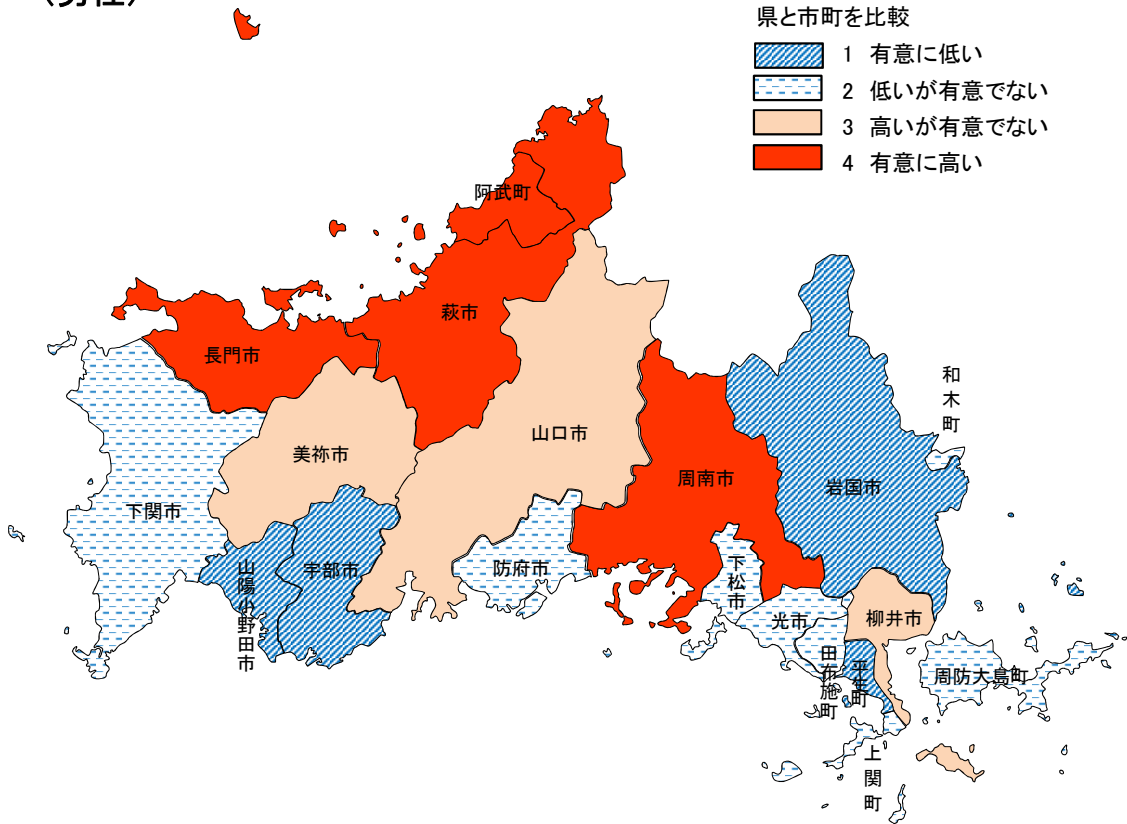 県と市町を比較
1 有意に低い
2 低いが有意でない
3 高いが有意でない
4 有意に高い
阿武町
萩市
長門市
和木町
山口市
美祢市
周南市
岩国市
下関市
防府市
下松市
宇部市
山陽小野田市
光市
柳井市
田布施町
平生町
周防大島町
上関町